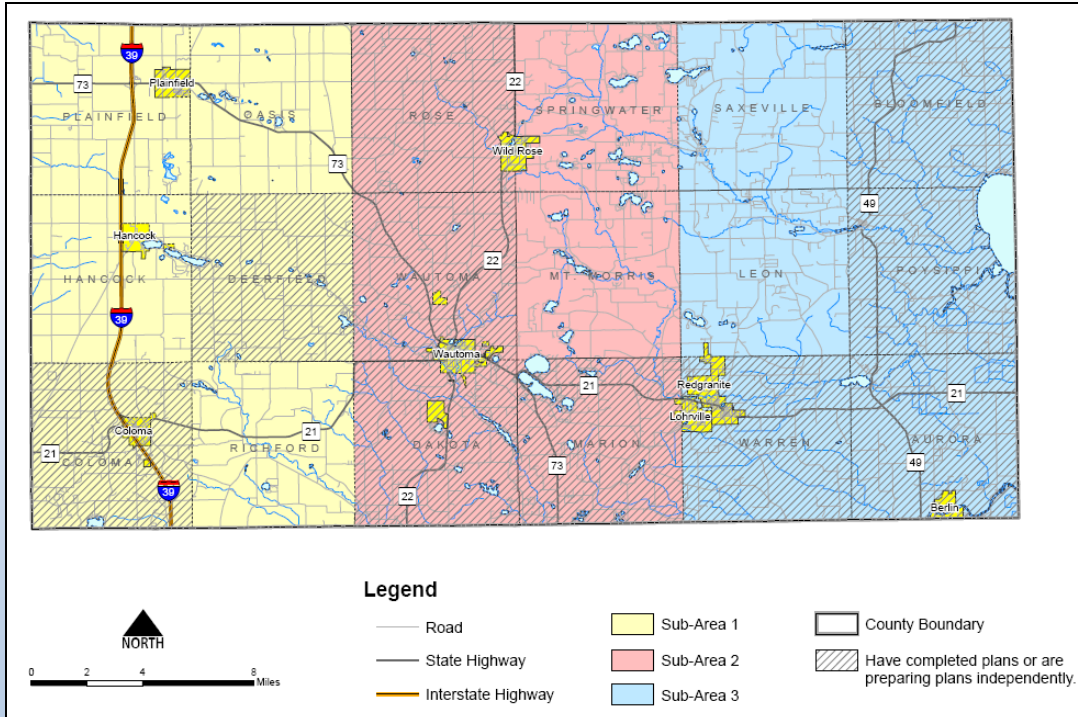 39
22
73
Plainfield
PLAINFIELD
OASIS
ROSE
SPRINGWATER
SAXEVILLE
BLOOMFIELD
Wild Rose
73
49
Hancock
22
HANCOCK
DEERFIELD
WAUTOMA
MT. MORRIS
LEON
POYSIPPI
39
Wautoma
21
Redgranite
21
Lohrville
Coloma
21
21
COLOMA
RICHFORD
DAKOTA
MARION
WARREN
AURORA
73
49
39
22
Berlin
Legend
Road
State Highway
Interstate Highway
Sub-Area 1
Sub-Area 2
Sub-Area 3
County Boundary
Have completed plans or are
preparing plans independently.
NORTH
0 2 4 8
Miles